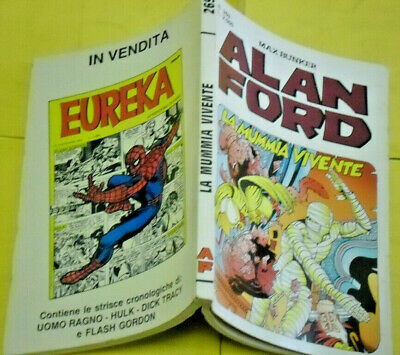 IN VENDITA
EUREKA
Contiene le strisce cronologiche di
UOMO RAGNO - HULK - DICK TRACY
e FLASH GORDON
LA MUMMIA VIVENTE
AF
MAX BUNKER
ALAN
FORD
LA MUMMIA VIVENTE